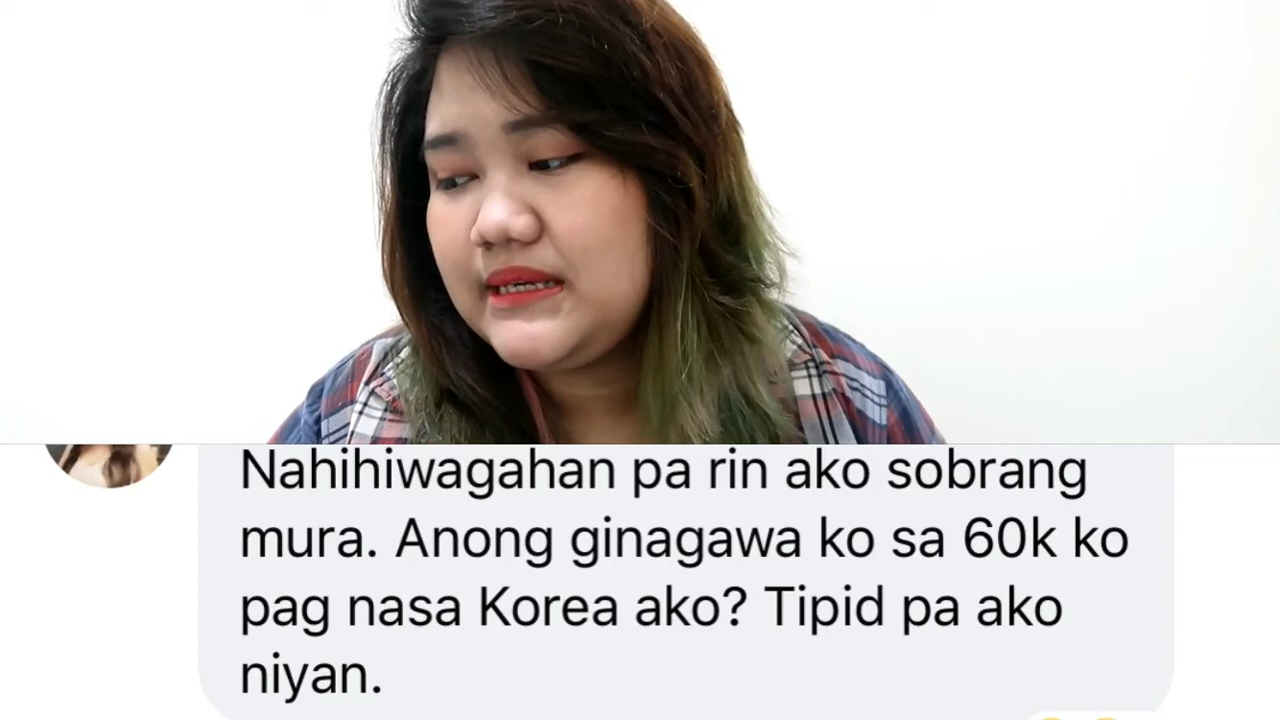 Nahihiwagahan pa rin ako sobrang
mura. Anong ginagawa ko sa 60k ko
pag nasa Korea ako? Tipid pa ako
niyan.